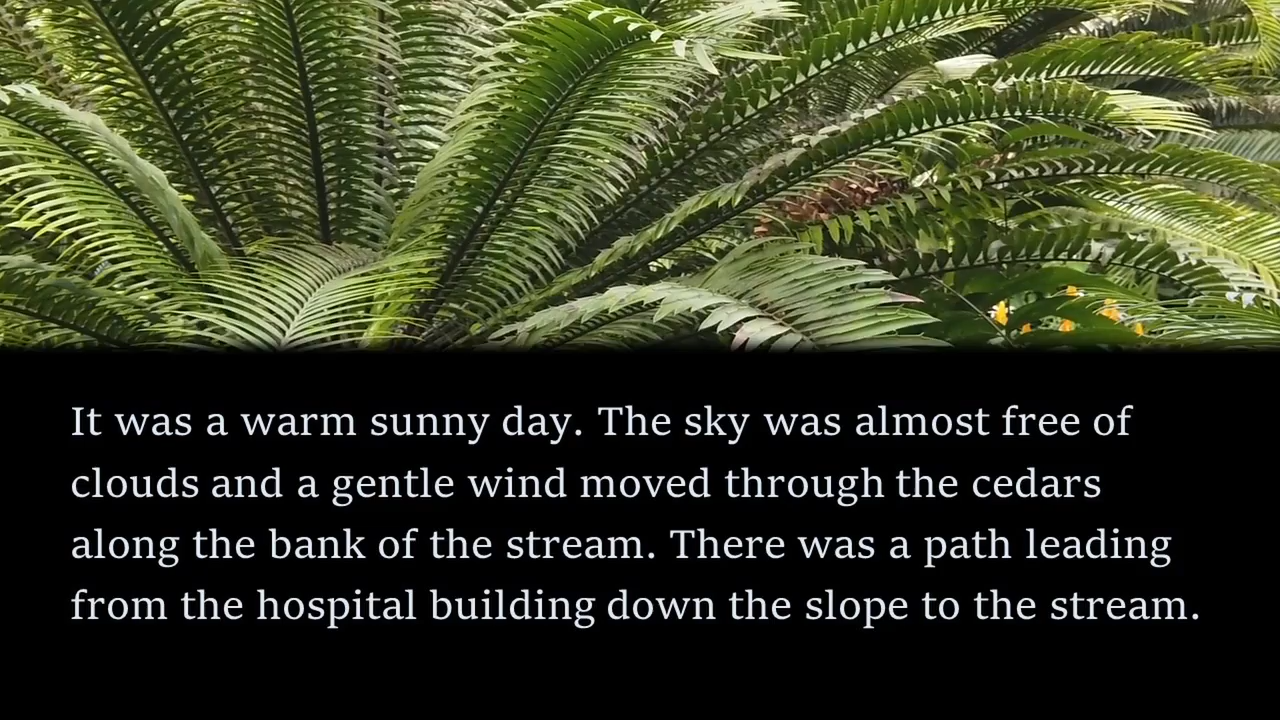 It was a warm sunny day. The sky was almost free of
clouds and a gentle wind moved through the cedars
along the bank of the stream. There was a path leading
from the hospital building down the slope to the stream.